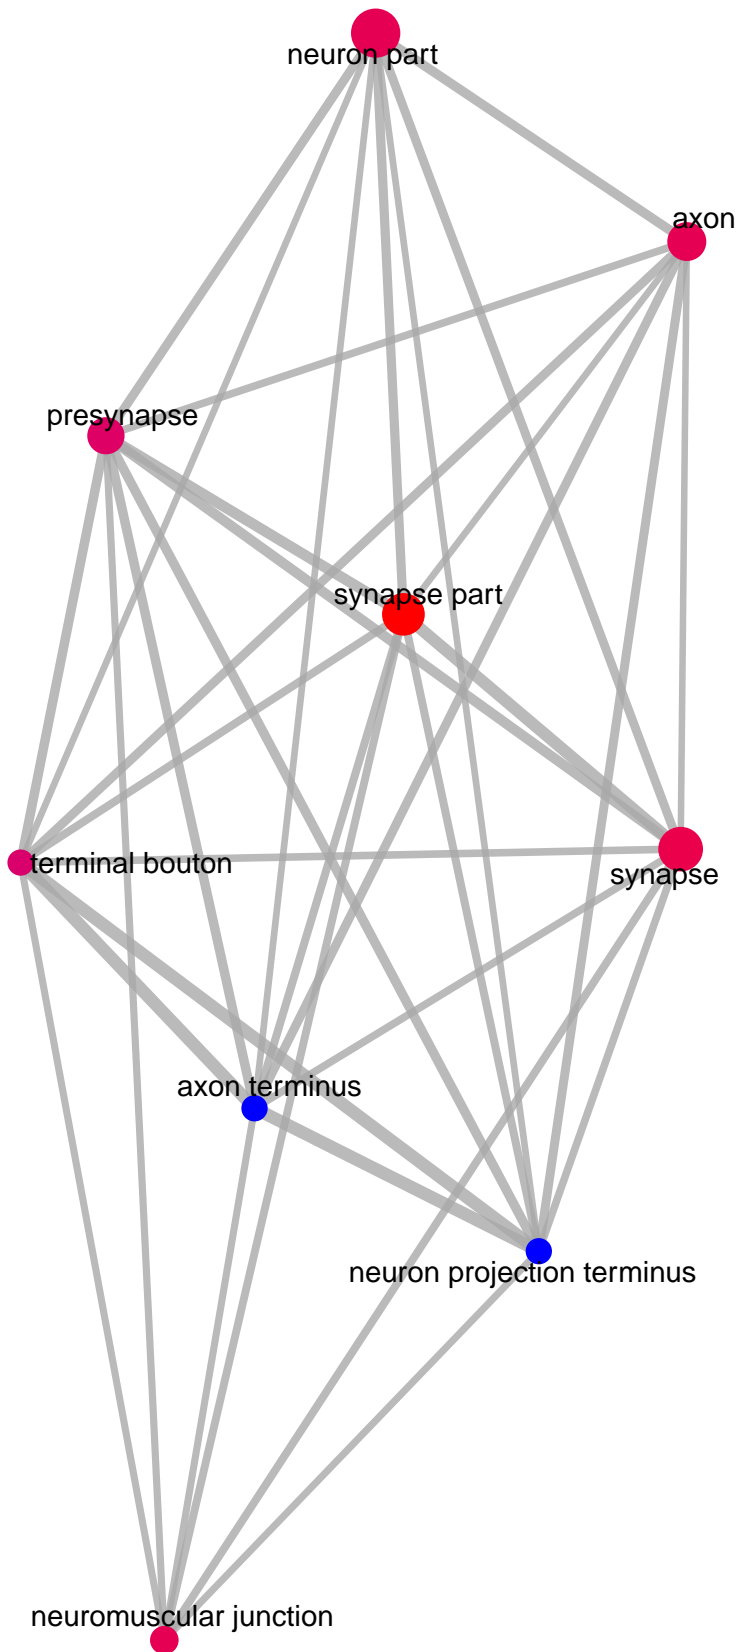 neuron part
axon
presynapse
synapse part
terminal bouton
synapse
axon terminus
neuron projection terminus
neuromuscular junction